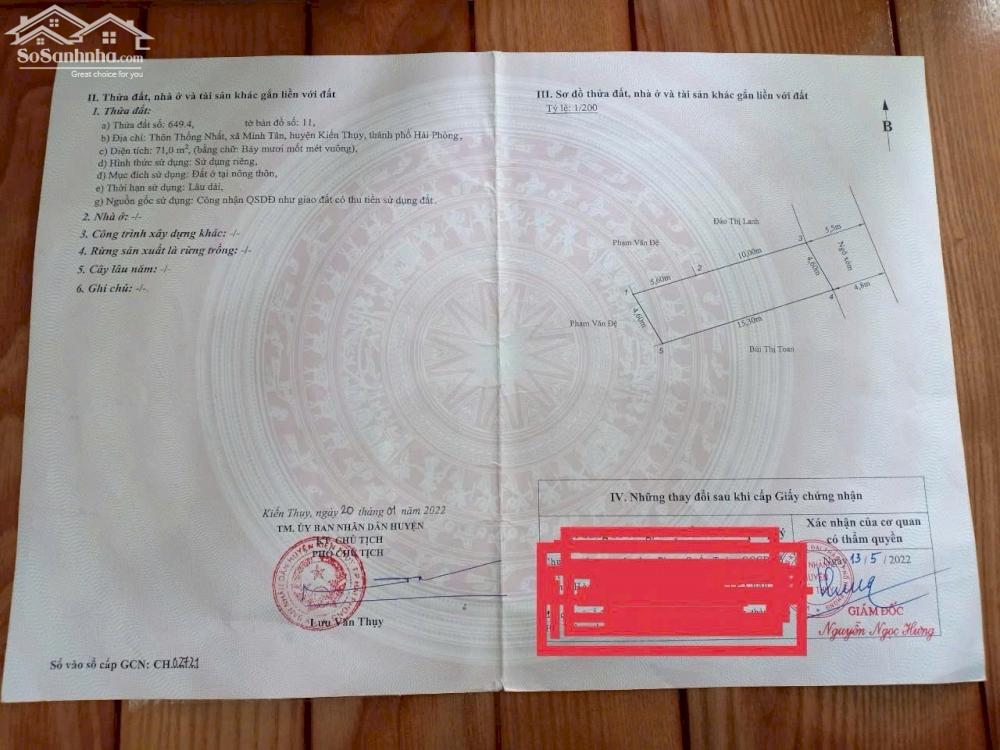 SoSanhnha.com
Great choice for you
II. Thửa đất, nhà ở và tài sản khác gắn liền với đất
1. Thửa đất:
a) Thửa đất số: 649.4, tờ bản đồ số: 11,
b) Địa chỉ: Thôn Thống Nhất, xã Minh Tân, huyện Kiến Thụy, thành phố Hải Phòng,
c) Diện tích: 71,0 m², (bằng chữ: Bảy mươi mốt mét vuông),
d) Hình thức sử dụng: Sử dụng riêng,
đ) Mục đích sử dụng: Đất ở tại nông thôn,
e) Thời hạn sử dụng: Lâu dài,
g) Nguồn gốc sử dụng: Công nhận QSDĐ như giao đất có thu tiền sử dụng đất.
2. Nhà ở: -/-
3. Công trình xây dựng khác: -/-
4. Rừng sản xuất là rừng trồng: -/-
5. Cây lâu năm: -/-
6. Ghi chú: -/-
Kiến Thụy, ngày 20 tháng 01 năm 2022
TM. ỦY BAN NHÂN DÂN HUYỆN
KT. CHỦ TỊCH
PHÓ CHỦ TỊCH
Lưu Văn Thụy
Số vào sổ cấp GCN: CH.02721
III. Sơ đồ thửa đất, nhà ở và tài sản khác gắn liền với đất
Tỷ lệ: 1/200
B
Đào Thị Lanh
5,5m
Phạm Văn Đệ
10,00m
3
Ngõ xóm
2
4,60m
5,60m
4,8m
1
4
4,60m
15,30m
Phạm Văn Đệ
5
Bùi Thị Toan
IV. Những thay đổi sau khi cấp Giấy chứng nhận
Xác nhận của cơ quan
có thẩm quyền
Ngày 13/5/2022
GIÁM ĐỐC
Nguyễn Ngọc Hưng